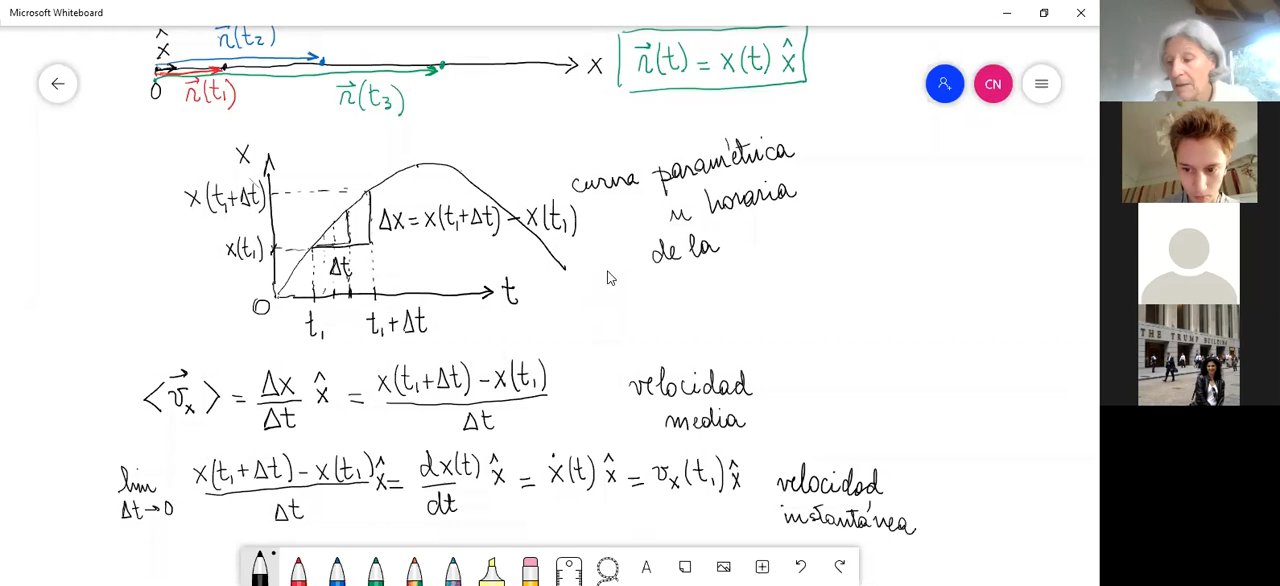 Microsoft Whiteboard
x̂
r⃗(t₂)
x
r⃗(t) = x(t) x̂
0
r⃗(t₁)
r⃗(t₃)
CN
x
x(t₁+Δt)
x(t₁)
Δx = x(t₁+Δt) - x(t₁)
Δt
0
t₁
t₁+Δt
t
curva paramétrica
u horaria
de la
THE TRUMP BUILDING
⟨v⃗ₓ⟩ = Δx/Δt x̂ = x(t₁+Δt) - x(t₁)/Δt
velocidad
media
lim Δt→0 x(t₁+Δt) - x(t₁)/Δt x̂ = dx(t)/dt x̂ = ẋ(t) x̂ = vₓ(t₁) x̂
velocidad
instantánea
A